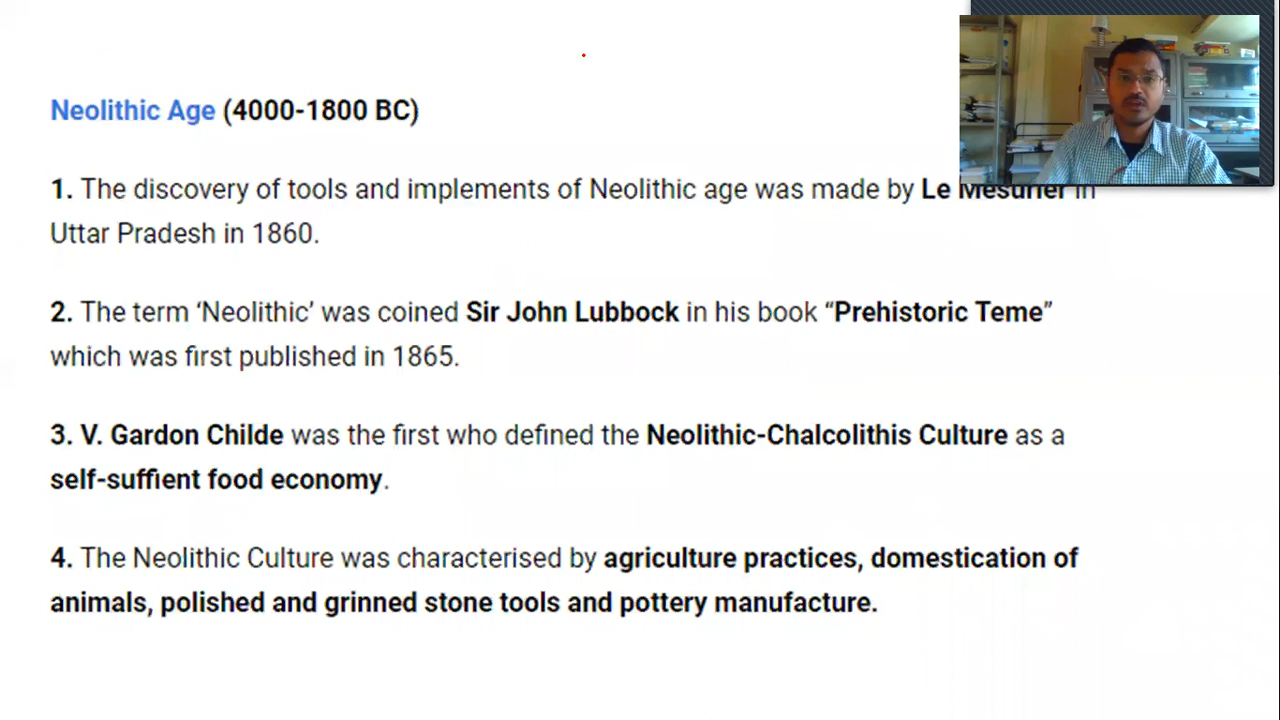 Neolithic Age (4000-1800 BC)
1. The discovery of tools and implements of Neolithic age was made by Le Mesurier in
Uttar Pradesh in 1860.
2. The term ‘Neolithic’ was coined Sir John Lubbock in his book “Prehistoric Teme”
which was first published in 1865.
3. V. Gardon Childe was the first who defined the Neolithic-Chalcolithis Culture as a
self-suffient food economy.
4. The Neolithic Culture was characterised by agriculture practices, domestication of
animals, polished and grinned stone tools and pottery manufacture.